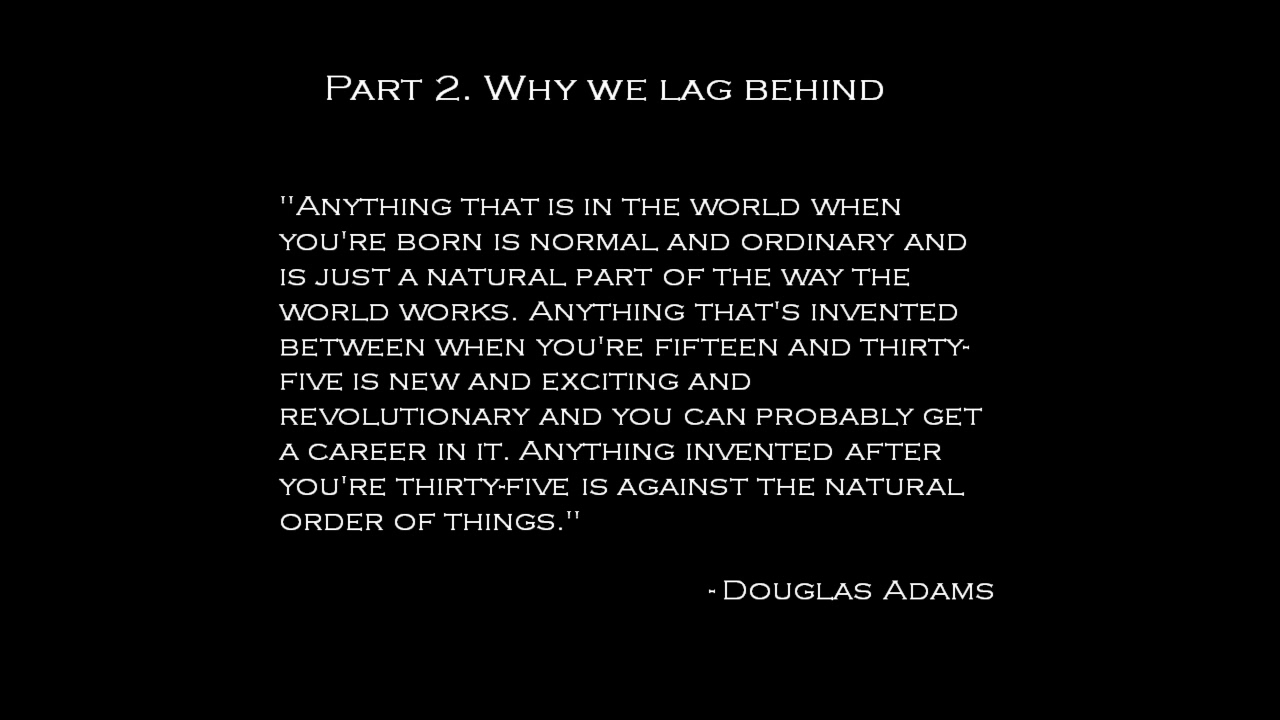 Part 2. Why we lag behind
"Anything that is in the world when
you're born is normal and ordinary and
is just a natural part of the way the
world works. Anything that's invented
between when you're fifteen and thirty-
five is new and exciting and
revolutionary and you can probably get
a career in it. Anything invented after
you're thirty-five is against the natural
order of things."
- Douglas Adams